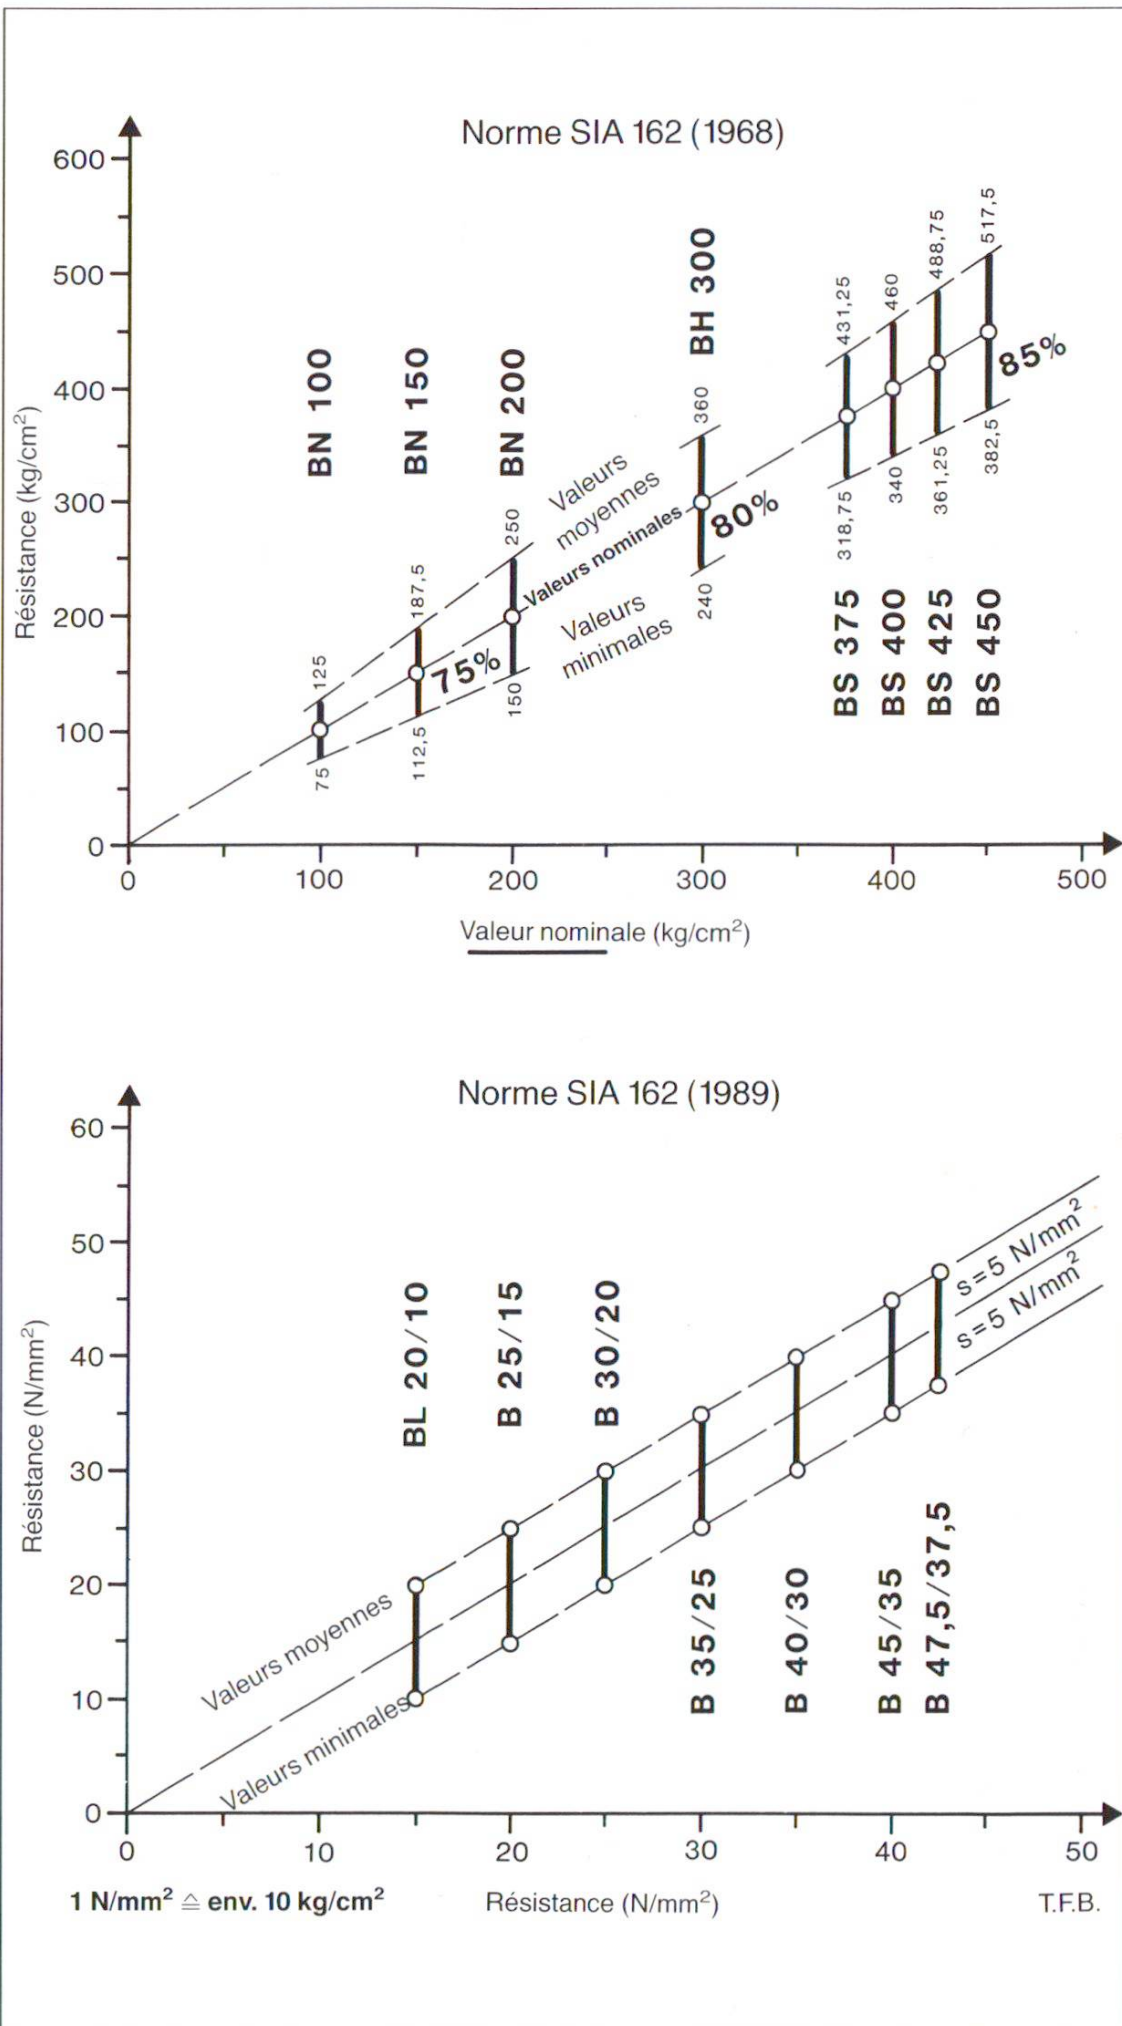 Norme SIA 162 (1968)
Résistance (kg/cm²)
600
500
400
300
200
100
0
BN 100
BN 150
BN 200
BH 300
125
75
187,5
112,5
250
150
360
240
431,25
318,75
460
340
488,75
361,25
517,5
382,5
75%
80%
85%
Valeurs
moyennes
Valeurs nominales
Valeurs
minimales
BS 375
BS 400
BS 425
BS 450
0
100
200
300
400
500
Valeur nominale (kg/cm²)
Norme SIA 162 (1989)
Résistance (N/mm²)
60
50
40
30
20
10
0
BL 20/10
B 25/15
B 30/20
s=5 N/mm²
s=5 N/mm²
Valeurs moyennes
Valeurs minimales
B 35/25
B 40/30
B 45/35
B 47,5/37,5
0
10
20
30
40
50
1 N/mm² ≙ env. 10 kg/cm²
Résistance (N/mm²)
T.F.B.